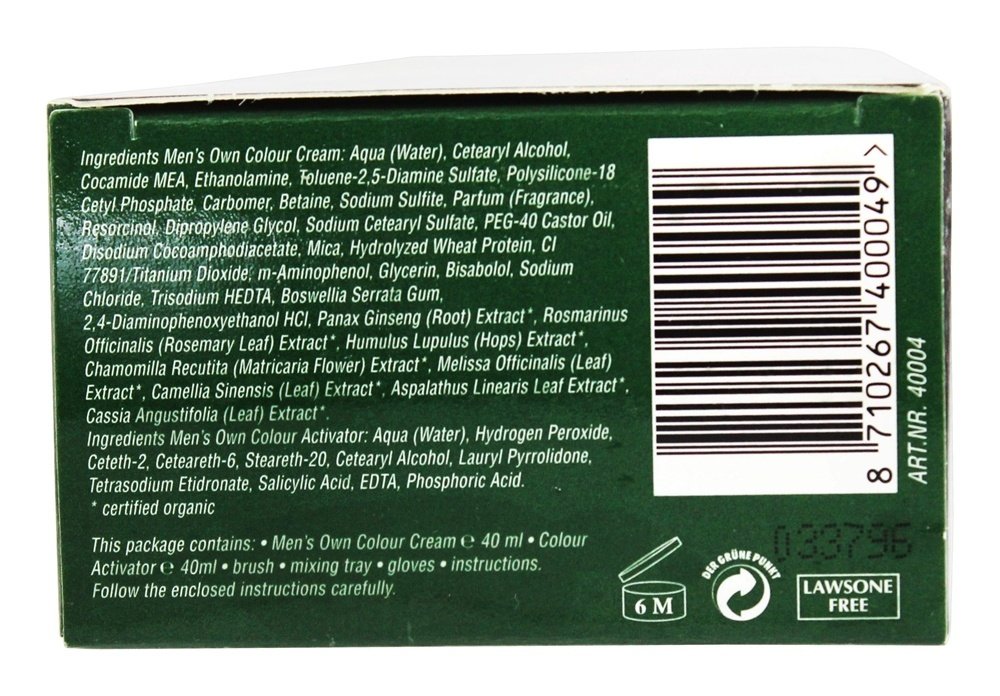 Ingredients Men's Own Colour Cream: Aqua (Water), Cetearyl Alcohol,
Cocamide MEA, Ethanolamine, Toluene-2,5-Diamine Sulfate, Polysilicone-18
Cetyl Phosphate, Carbomer, Betaine, Sodium Sulfite, Parfum (Fragrance),
Resorcinol, Dipropylene Glycol, Sodium Cetearyl Sulfate, PEG-40 Castor Oil,
Disodium Cocoamphodiacetate, Mica, Hydrolyzed Wheat Protein, CI
77891/Titanium Dioxide, m-Aminophenol, Glycerin, Bisabolol, Sodium
Chloride, Trisodium HEDTA, Boswellia Serrata Gum,
2,4-Diaminophenoxyethanol HCl, Panax Ginseng (Root) Extract*, Rosmarinus
Officinalis (Rosemary Leaf) Extract*, Humulus Lupulus (Hops) Extract*,
Chamomilla Recutita (Matricaria Flower) Extract*, Melissa Officinalis (Leaf)
Extract*, Camellia Sinensis (Leaf) Extract*, Aspalathus Linearis Leaf Extract*,
Cassia Angustifolia (Leaf) Extract*.
Ingredients Men's Own Colour Activator: Aqua (Water), Hydrogen Peroxide,
Ceteth-2, Ceteareth-6, Steareth-20, Cetearyl Alcohol, Lauryl Pyrrolidone,
Tetrasodium Etidronate, Salicylic Acid, EDTA, Phosphoric Acid.
* certified organic
This package contains: • Men's Own Colour Cream ℮ 40 ml • Colour
Activator ℮ 40ml • brush • mixing tray • gloves • instructions.
Follow the enclosed instructions carefully.
8 710267 400049 >
ART.NR. 40004
033796
6 M
DER GRÜNE PUNKT
LAWSONE
FREE